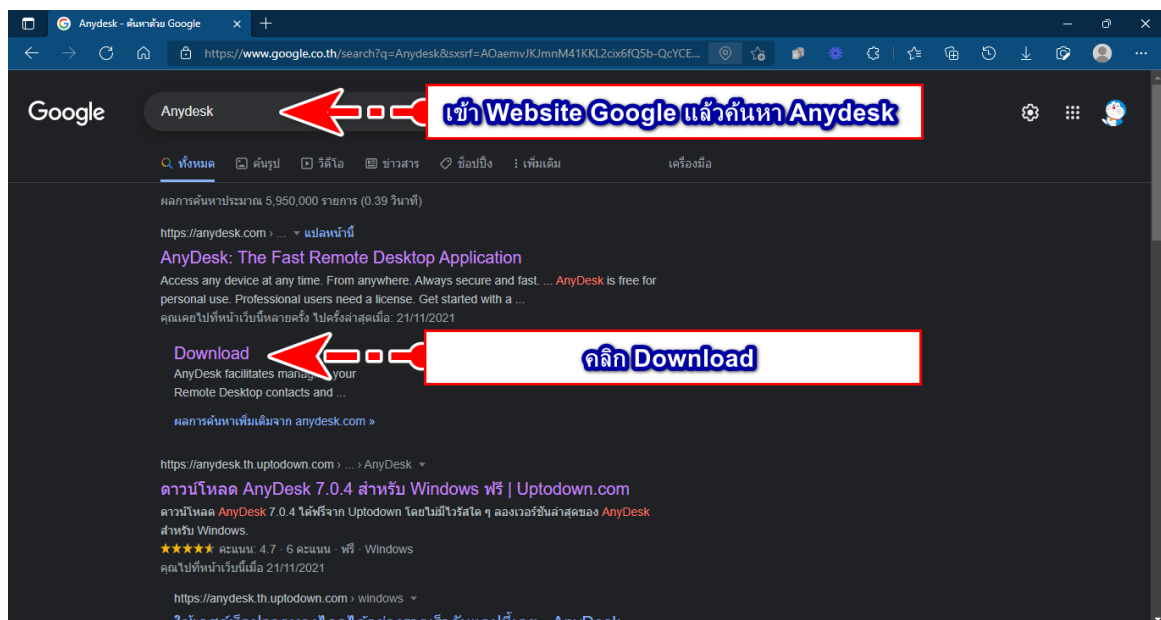 Anydesk - ค้นหาด้วย Google
https://www.google.co.th/search?q=Anydesk&sxsrf=AOaemvJKJmnM41KKL2cix6fQ5b-QcYCE...
Google
Anydesk
เข้า Website Google แล้วค้นหา Anydesk
ทั้งหมด ค้นรูป วิดีโอ ข่าวสาร ช็อปปิ้ง เพิ่มเติม เครื่องมือ
ผลการค้นหาประมาณ 5,950,000 รายการ (0.39 วินาที)
https://anydesk.com › ... แปลหน้านี้
AnyDesk: The Fast Remote Desktop Application
Access any device at any time. From anywhere. Always secure and fast. ... AnyDesk is free for
personal use. Professional users need a license. Get started with a ...
คุณเคยไปที่หน้าเว็บนี้หลายครั้ง ไปครั้งล่าสุดเมื่อ: 21/11/2021
Download
คลิก Download
AnyDesk facilitates your
Remote Desktop contacts and ...
ผลการค้นหาเพิ่มเติมจาก anydesk.com »
https://anydesk.th.uptodown.com › ... › AnyDesk
ดาวน์โหลด AnyDesk 7.0.4 สำหรับ Windows ฟรี | Uptodown.com
ดาวน์โหลด AnyDesk 7.0.4 ได้ฟรีจาก Uptodown โดยไม่มีไวรัสใด ๆ ลองเวอร์ชันล่าสุดของ AnyDesk
สำหรับ Windows.
คะแนน: 4.7 · 6 คะแนน · ฟรี · Windows
คุณไปที่หน้าเว็บนี้เมื่อ 21/11/2021
https://anydesk.th.uptodown.com › windows